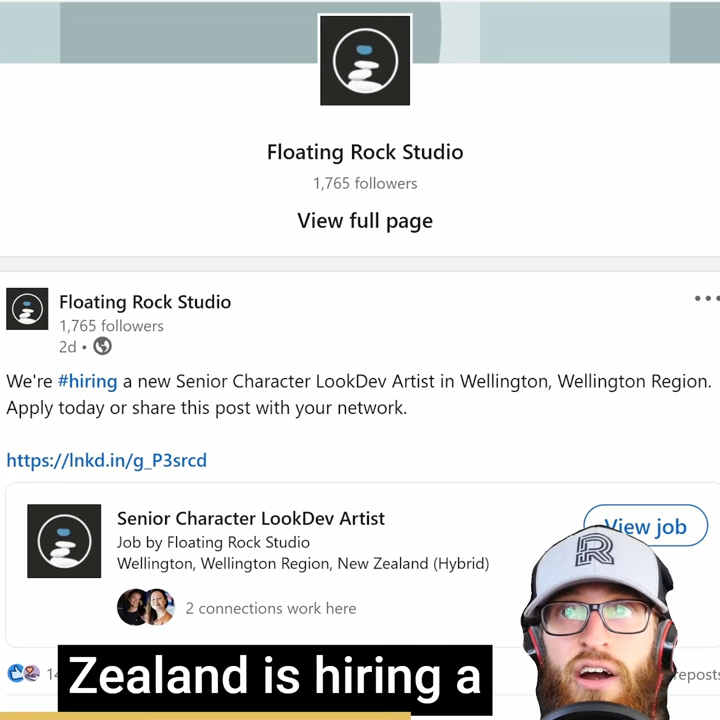 Floating Rock Studio
1,765 followers
View full page
Floating Rock Studio
1,765 followers
2d •
We're #hiring a new Senior Character LookDev Artist in Wellington, Wellington Region.
Apply today or share this post with your network.
https://lnkd.in/g_P3srcd
Senior Character LookDev Artist
View job
Job by Floating Rock Studio
Wellington, Wellington Region, New Zealand (Hybrid)
2 connections work here
reposts
Zealand is hiring a
R